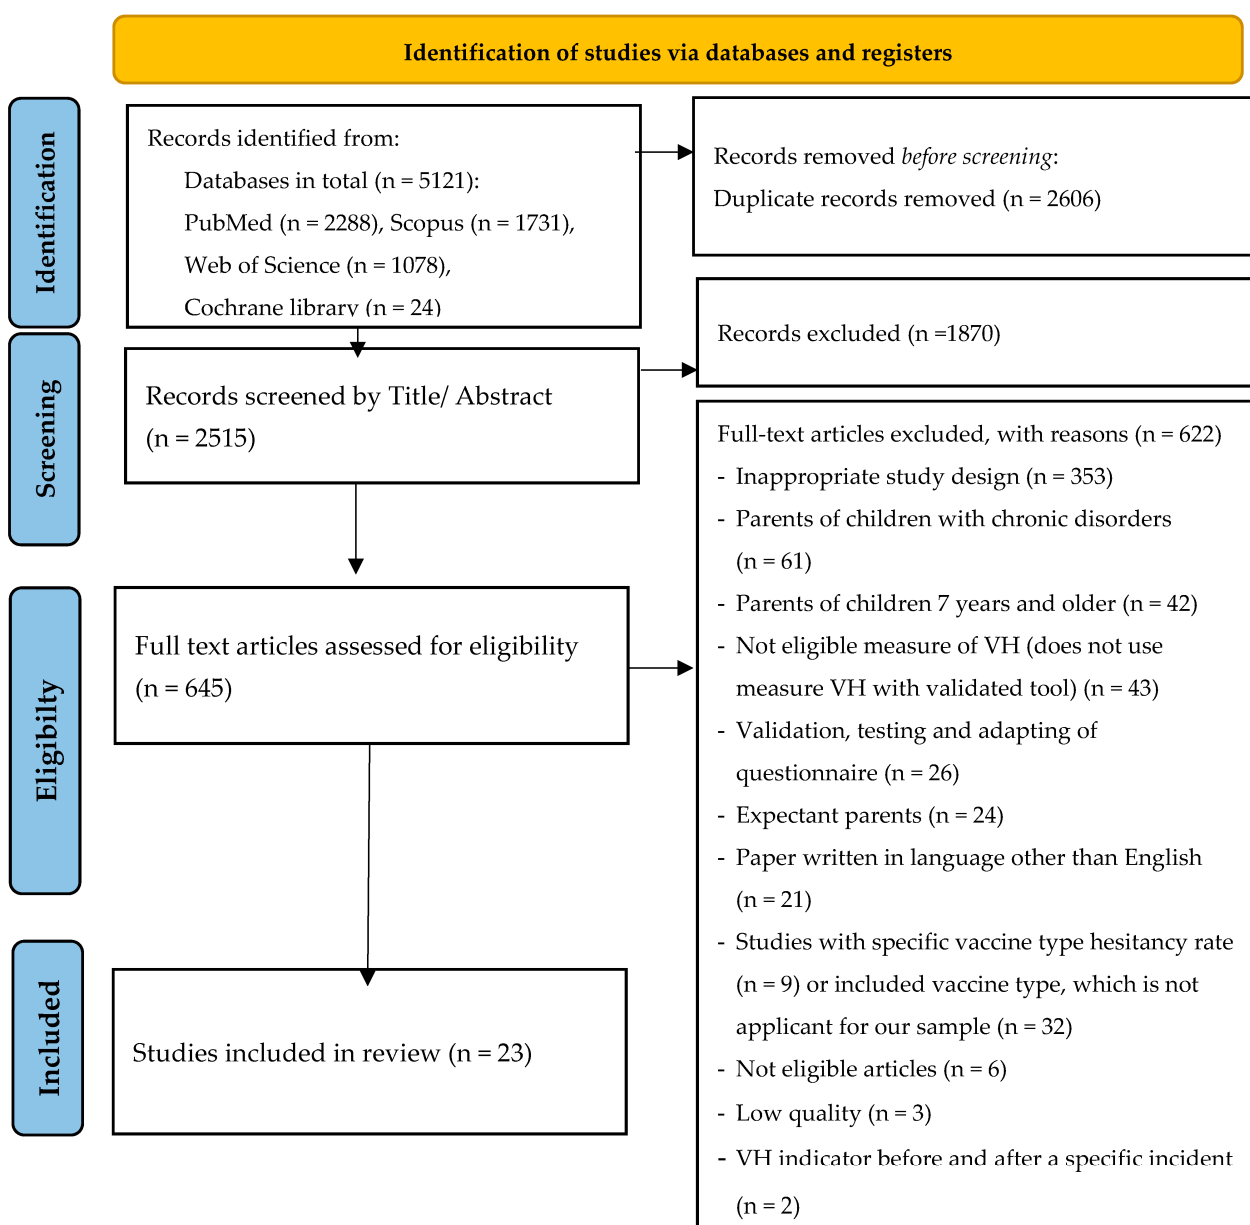 Identification of studies via databases and registers
Identification
Records identified from:
Databases in total (n = 5121):
PubMed (n = 2288), Scopus (n = 1731),
Web of Science (n = 1078),
Cochrane library (n = 24)
Records removed before screening:
Duplicate records removed (n = 2606)
Screening
Records screened by Title/ Abstract
(n = 2515)
Records excluded (n =1870)
Eligibilty
Full text articles assessed for eligibility
(n = 645)
Full-text articles excluded, with reasons (n = 622)
- Inappropriate study design (n = 353)
- Parents of children with chronic disorders
(n = 61)
- Parents of children 7 years and older (n = 42)
- Not eligible measure of VH (does not use
measure VH with validated tool) (n = 43)
- Validation, testing and adapting of
questionnaire (n = 26)
- Expectant parents (n = 24)
- Paper written in language other than English
(n = 21)
- Studies with specific vaccine type hesitancy rate
(n = 9) or included vaccine type, which is not
applicant for our sample (n = 32)
- Not eligible articles (n = 6)
- Low quality (n = 3)
- VH indicator before and after a specific incident
(n = 2)
Included
Studies included in review (n = 23)